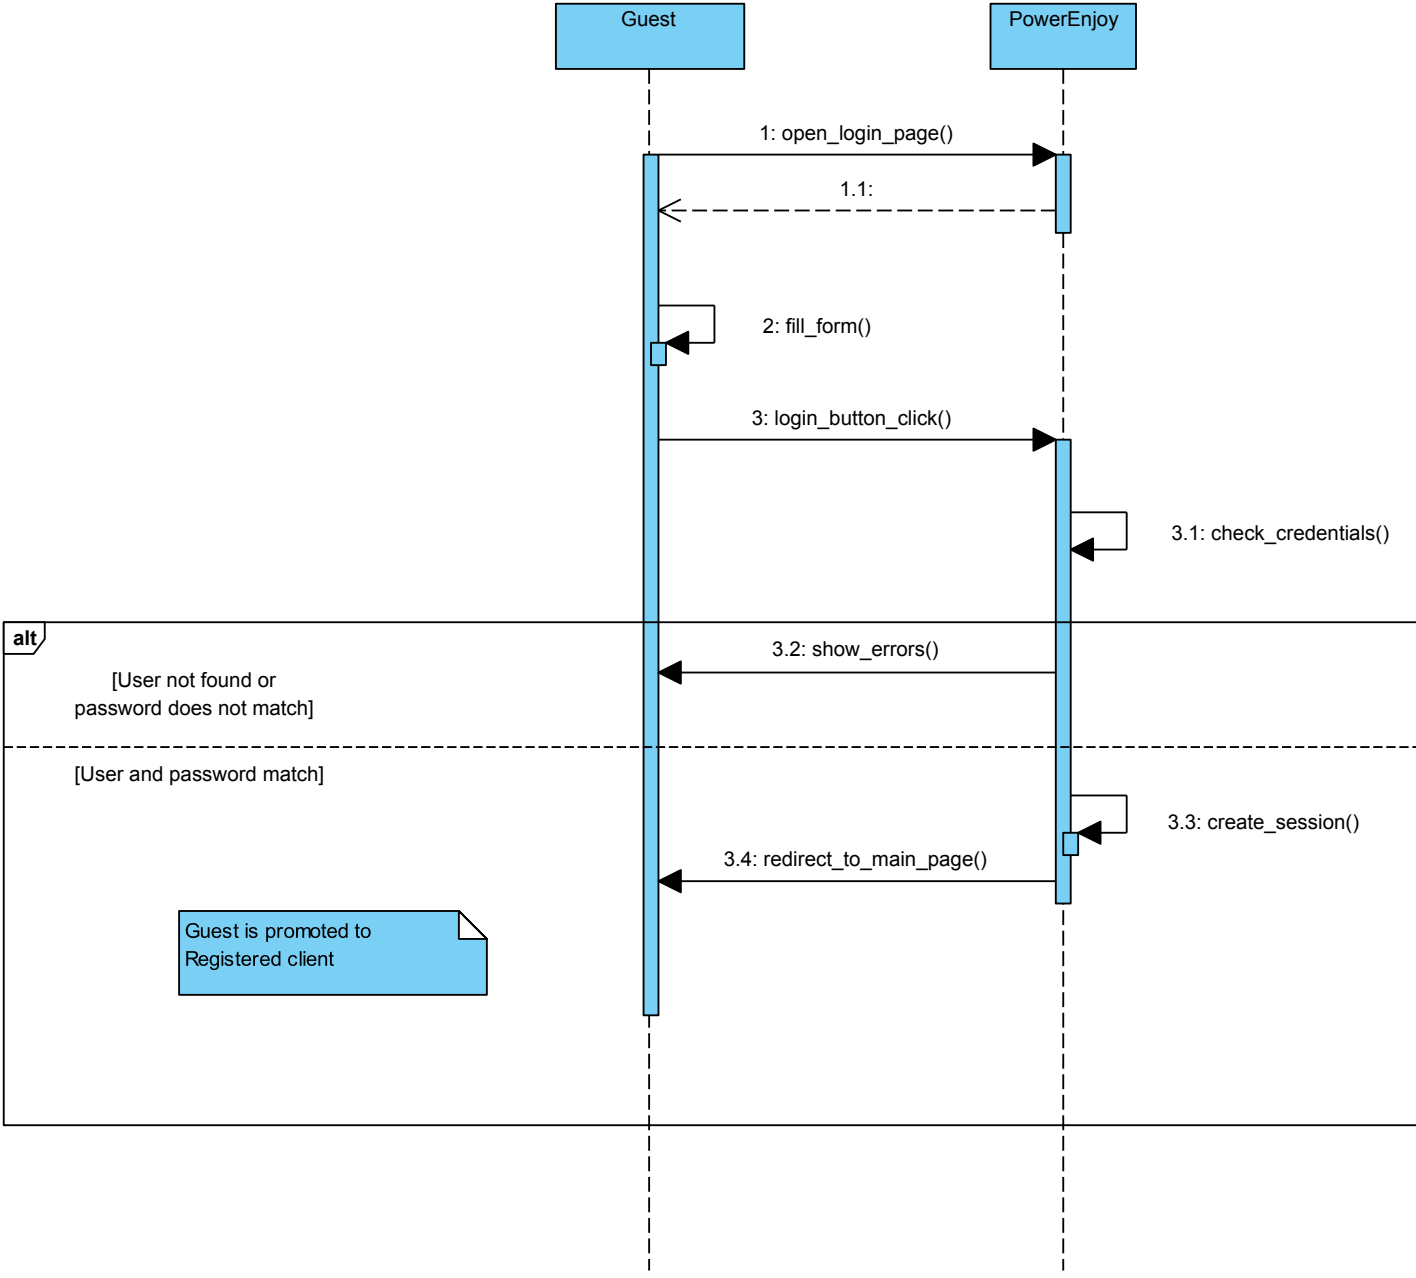 Guest
PowerEnjoy
1: open_login_page()
1.1:
2: fill_form()
3: login_button_click()
3.1: check_credentials()
alt
3.2: show_errors()
[User not found or
password does not match]
[User and password match]
3.3: create_session()
3.4: redirect_to_main_page()
Guest is promoted to
Registered client